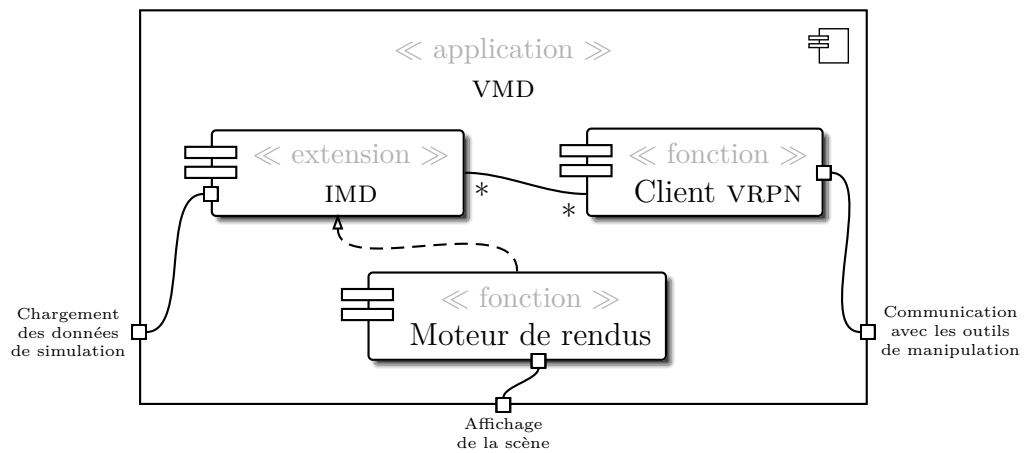 ≪ application ≫
VMD
≪ extension ≫
IMD
*
≪ fonction ≫
Client VRPN
*
≪ fonction ≫
Moteur de rendus
Chargement
des données
de simulation
Communication
avec les outils
de manipulation
Affichage
de la scène